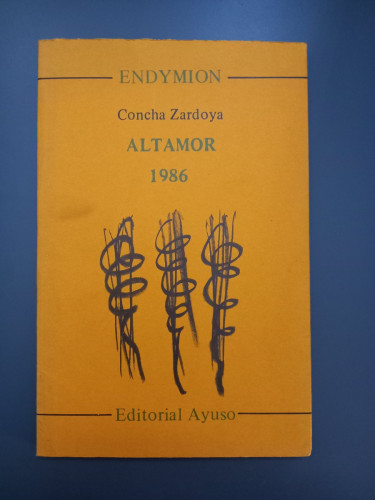 ENDYMION
Concha Zardoya
ALTAMOR
1986
Editorial Ayuso